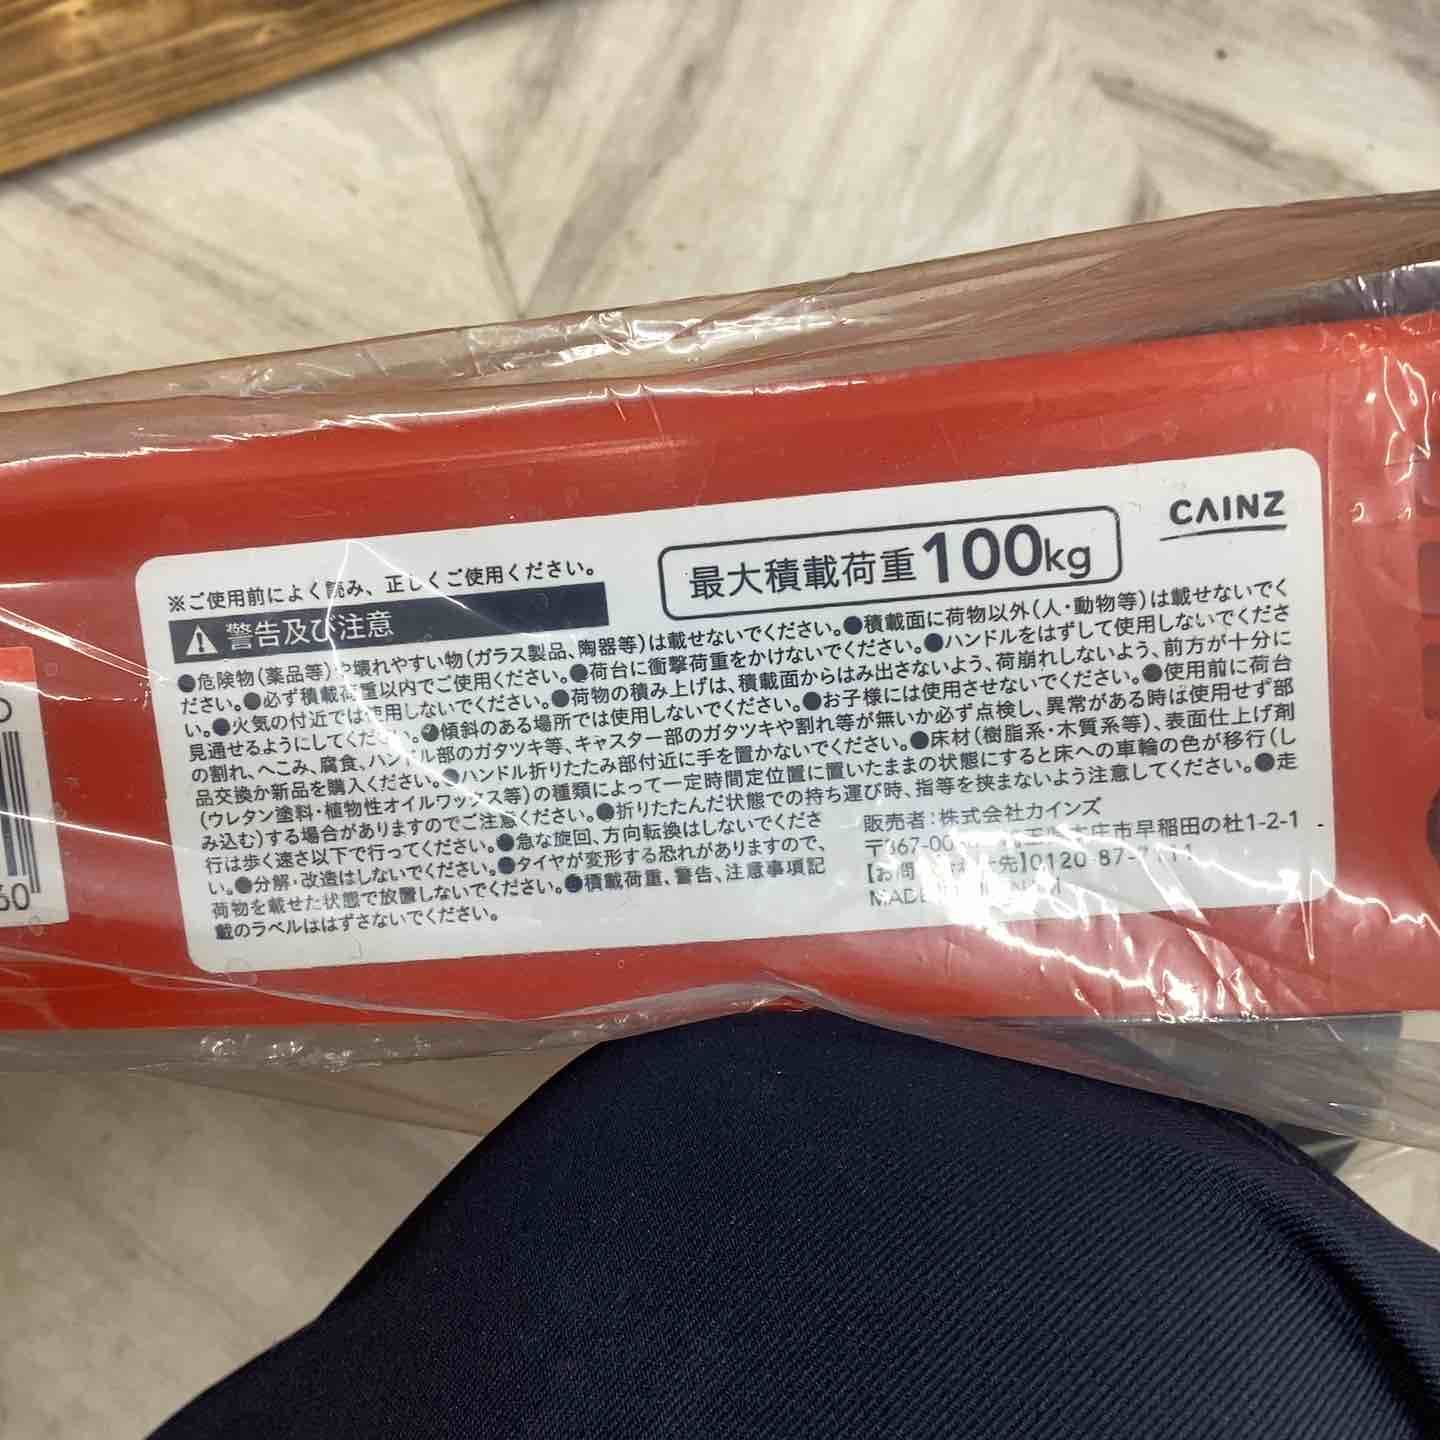 CAINZ
最大積載荷重100kg
※ご使用前によく読み、正しくご使用ください。
警告及び注意
●危険物(薬品等)や壊れやすい物(ガラス製品、陶器等)は載せないでください。●積載面に荷物以外(人・動物等)は載せないでく
ださい。●必ず積載荷重以内でご使用ください。●荷台に衝撃荷重をかけないでください。●ハンドルをはずして使用しないでくださ
い。●火気の付近では使用しないでください。●荷物の積み上げは、積載面からはみ出さないよう、荷崩れしないよう、前方が十分に
見通せるようにしてください。●傾斜のある場所では使用しないでください。●お子様には使用させないでください。●使用前に荷台
の割れ、へこみ、腐食、ハンドル部のガタツキ等、キャスター部のガタツキや割れ等が無いか必ず点検し、異常がある時は使用せず部
品交換か新品を購入ください。●ハンドル折りたたみ部付近に手を置かないでください。●床材(樹脂系・木質系等)、表面仕上げ剤
(ウレタン塗料・植物性オイルワックス等)の種類によって一定時間定位置に置いたままの状態にすると床への車輪の色が移行(し
み込む)する場合がありますのでご注意ください。●折りたたんだ状態での持ち運び時、指等を挟まないよう注意してください。●走
行は歩く速さ以下で行ってください。●急な旋回、方向転換はしないでくださ
い。●分解・改造はしないでください。●タイヤが変形する恐れがありますので、
荷物を載せた状態で放置しないでください。●積載荷重、警告、注意事項記
載のラベルははずさないでください。
販売者:株式会社カインズ
〒367-00 本庄市早稲田の杜1-2-1
【お問 先】0120-87-7111
MADE
60